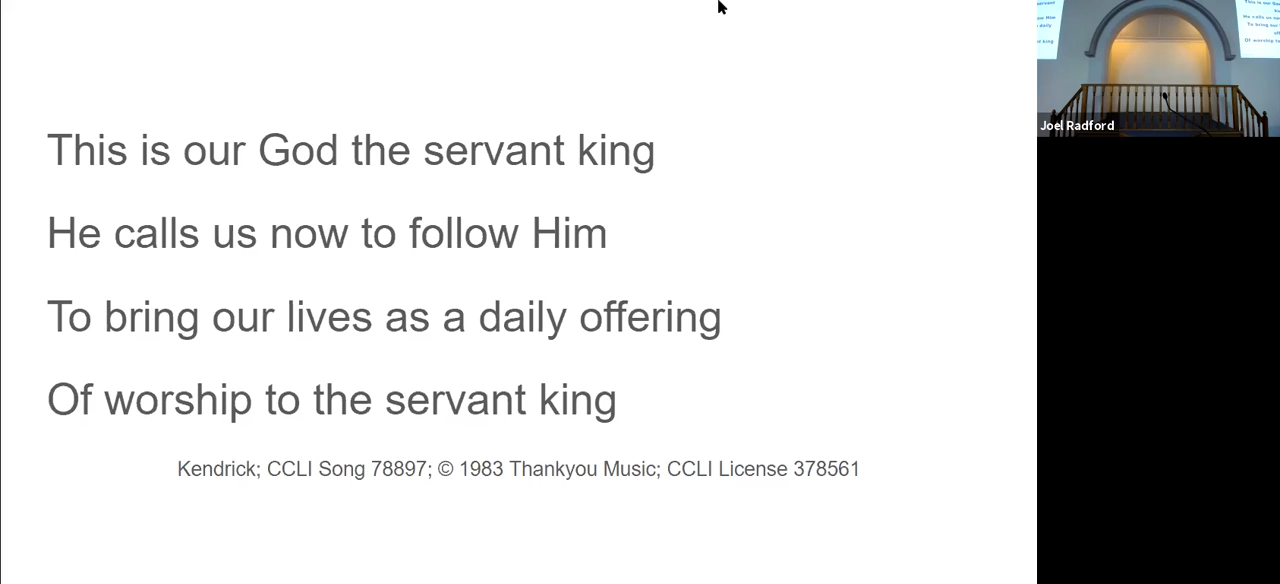 This is our God the servant king
He calls us now to follow Him
To bring our lives as a daily offering
Of worship to the servant king
Kendrick; CCLI Song 78897; © 1983 Thankyou Music; CCLI License 378561
Joel Radford